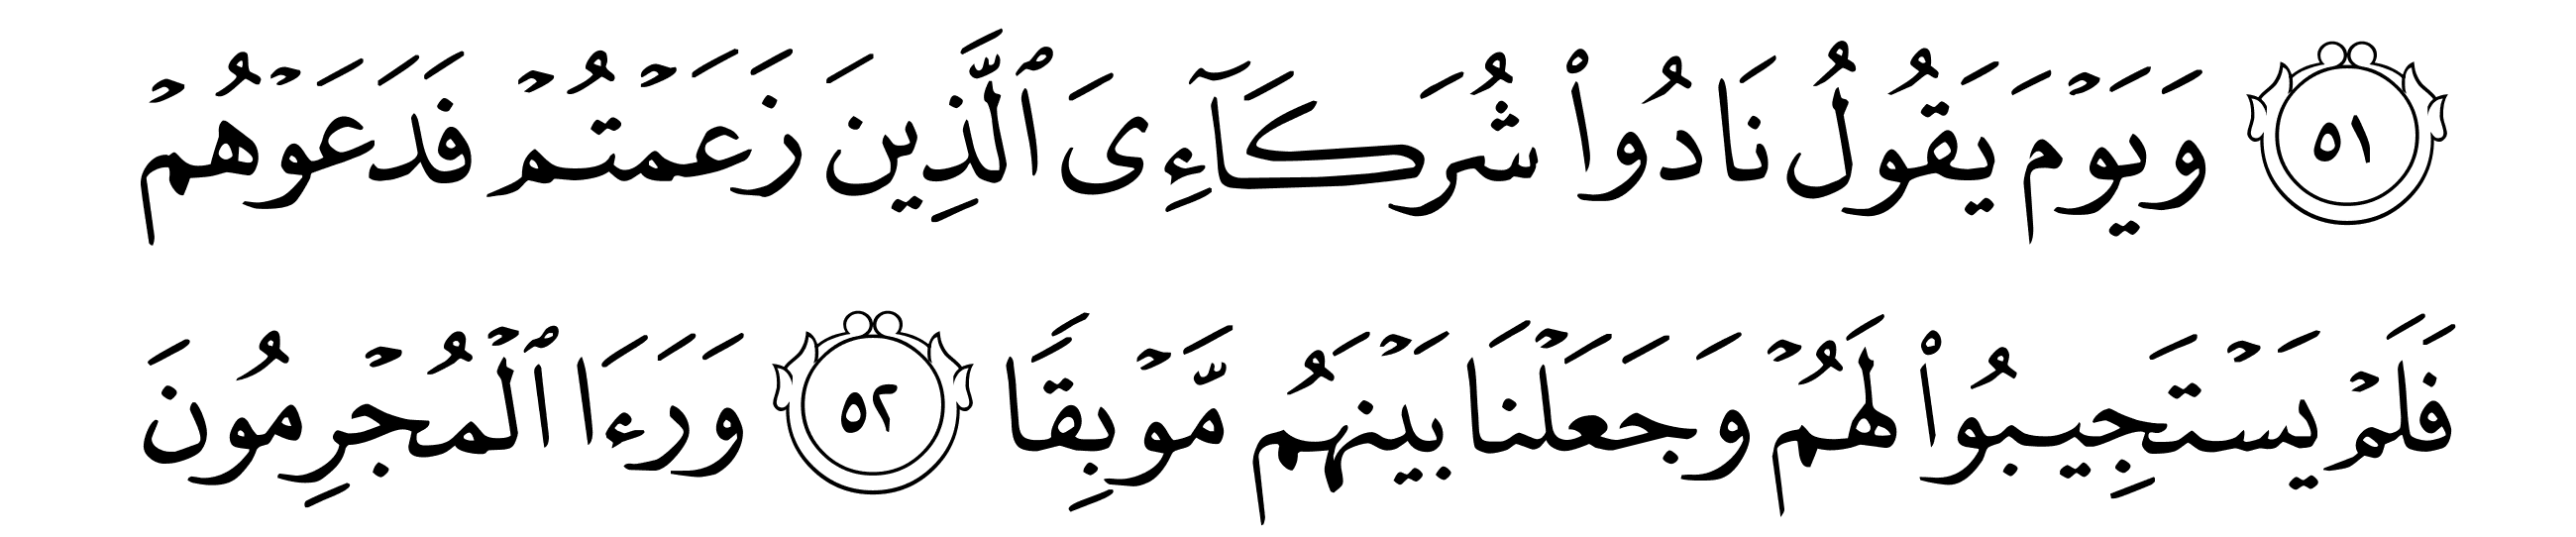 ٥١ وَيَوْمَ يَقُولُ نَادُوا۟ شُرَكَآءِىَ ٱلَّذِينَ زَعَمْتُمْ فَدَعَوْهُمْ
فَلَمْ يَسْتَجِيبُوا۟ لَهُمْ وَجَعَلْنَا بَيْنَهُم مَّوْبِقًا ٥٢ وَرَءَا ٱلْمُجْرِمُونَ